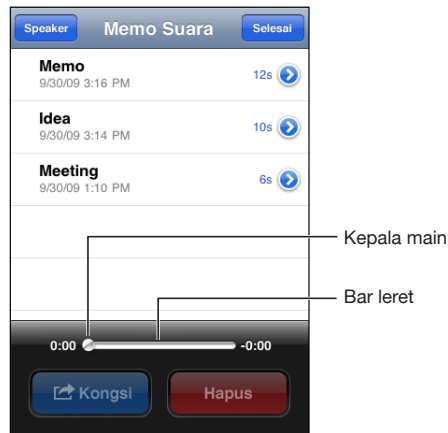 Speaker Memo Suara Selesai
Memo
9/30/09 3:16 PM
12s
Idea
9/30/09 3:14 PM
10s
Meeting
9/30/09 1:10 PM
6s
Kepala main
Bar leret
0:00 -0:00
Kongsi Hapus